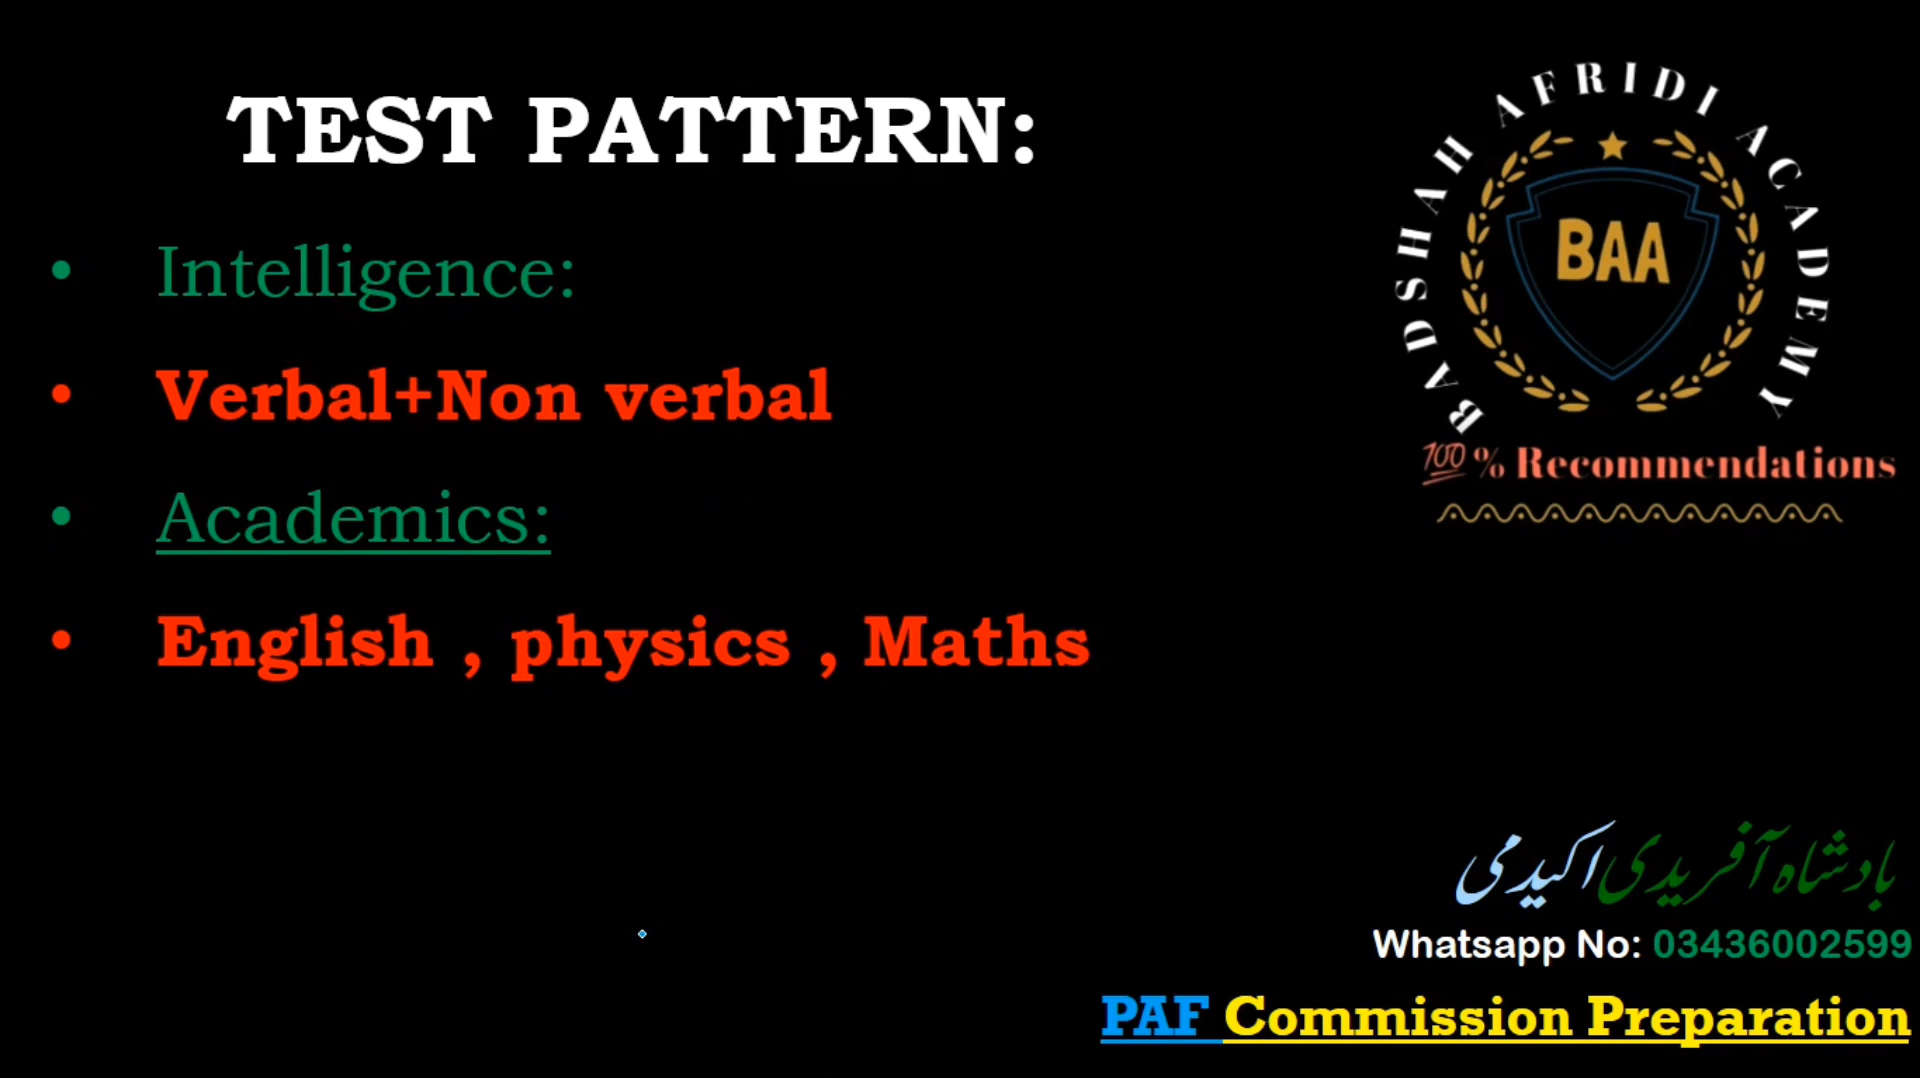 TEST PATTERN:
• Intelligence:
• Verbal+Non verbal
• Academics:
• English , physics , Maths
BADSHAH AFRIDI ACADEMY
BAA
100 % Recommendations
بادشاہ آفریدی اکیڈمی
Whatsapp No: 03436002599
PAF Commission Preparation